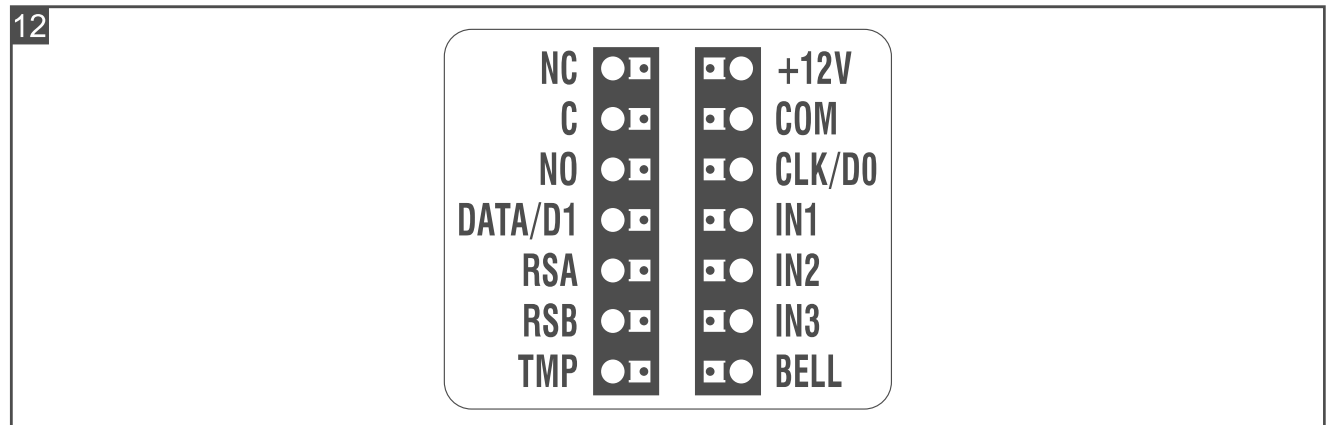 12
NC +12V
C COM
NO CLK/D0
DATA/D1 IN1
RSA IN2
RSB IN3
TMP BELL